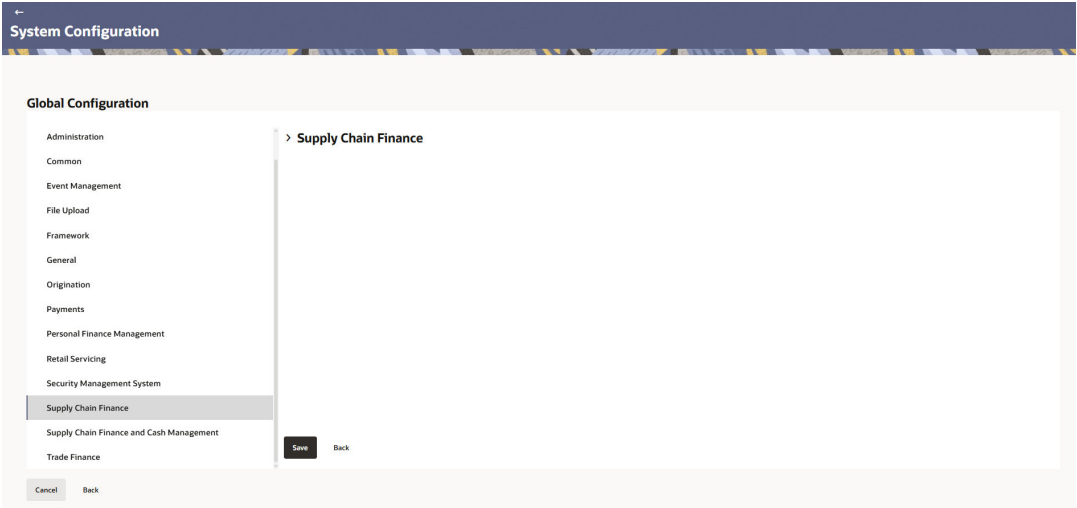 ←
System Configuration
Global Configuration
Administration
Common
Event Management
File Upload
Framework
General
Origination
Payments
Personal Finance Management
Retail Servicing
Security Management System
Supply Chain Finance
Supply Chain Finance and Cash Management
Trade Finance
> Supply Chain Finance
Save Back
Cancel Back